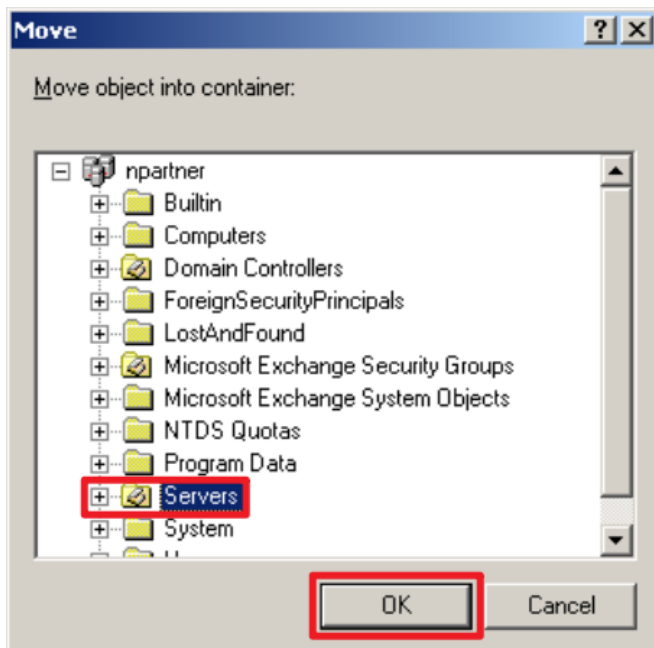 Move
Move object into container:
npartner
Builtin
Computers
Domain Controllers
ForeignSecurityPrincipals
LostAndFound
Microsoft Exchange Security Groups
Microsoft Exchange System Objects
NTDS Quotas
Program Data
Servers
System
OK Cancel